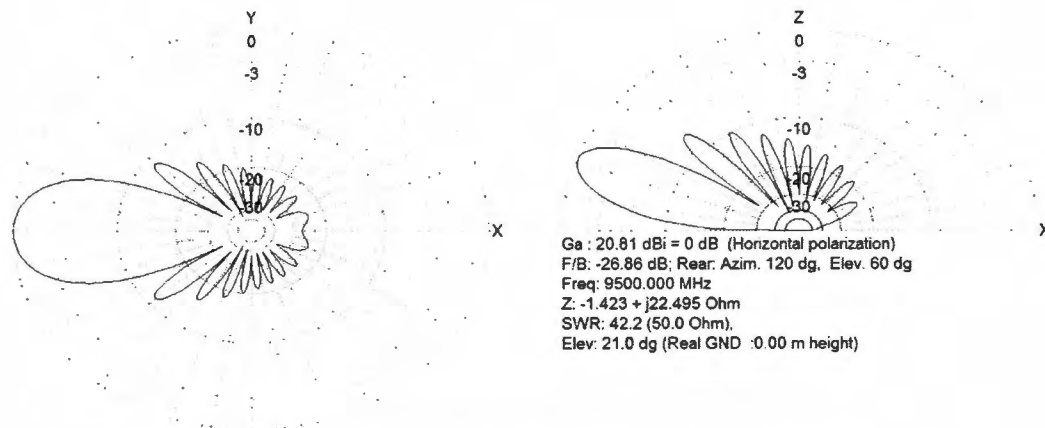 Y
0
-3
-10
-20
-30
X
Z
0
-3
-10
-20
-30
X
Ga : 20.81 dBi = 0 dB (Horizontal polarization)
F/B: -26.86 dB; Rear: Azim. 120 dg, Elev. 60 dg
Freq: 9500.000 MHz
Z: -1.423 + j22.495 Ohm
SWR: 42.2 (50.0 Ohm),
Elev: 21.0 dg (Real GND :0.00 m height)